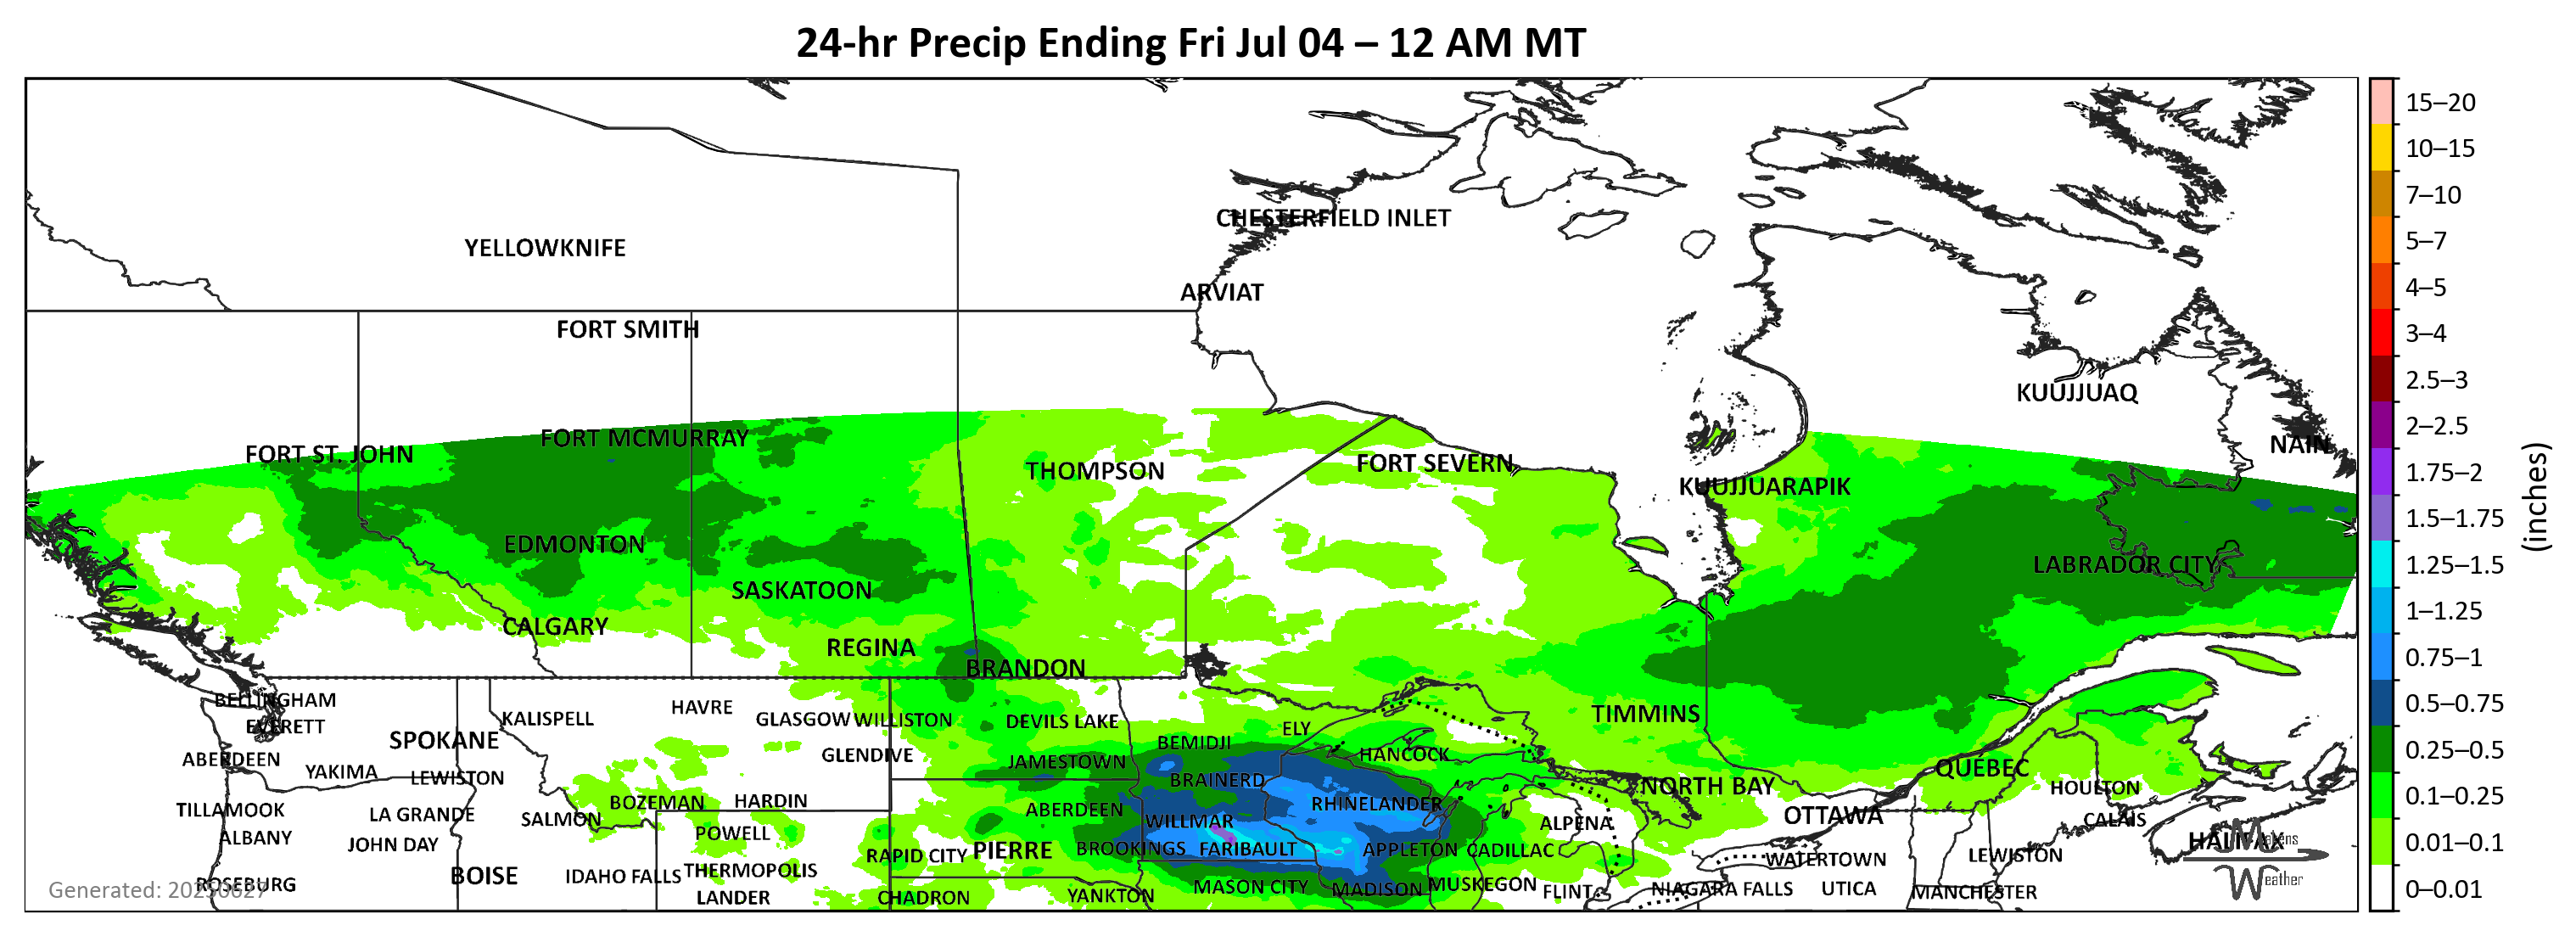 24-hr Precip Ending Fri Jul 04 – 12 AM MT
CHESTERFIELD INLET
YELLOWKNIFE
ARVIAT
FORT SMITH
KUUJJUAQ
FORT MCMURRAY
NAIN
FORT ST. JOHN
THOMPSON
FORT SEVERN
KUUJJUARAPIK
EDMONTON
LABRADOR CITY
SASKATOON
CALGARY
REGINA
BRANDON
BELLINGHAM
HAVRE
KALISPELL
GLASGOW WILLISTON
DEVILS LAKE
TIMMINS
EVERETT
ELY
SPOKANE
BEMIDJI
GLENDIVE
HANCOCK
ABERDEEN
JAMESTOWN
QUÉBEC
YAKIMA
LEWISTON
BRAINERD
NORTH BAY
HOULTON
BOZEMAN
HARDIN
RHINELANDER
TILLAMOOK
LA GRANDE
SALMON
ABERDEEN
WILLMAR
ALPENA
OTTAWA
CALAIS
ALBANY
JOHN DAY
POWELL
HALIFAX
BROOKINGS
FARIBAULT
APPLETON
CADILLAC
RAPID CITY
PIERRE
WATERTOWN
LEWISTON
BOISE
IDAHO FALLS
THERMOPOLIS
ROSEBURG
MASON CITY
MADISON
MUSKEGON
FLINT
NIAGARA FALLS
UTICA
MANCHESTER
LANDER
CHADRON
YANKTON
Generated: 20250627
Weather
15–20
10–15
7–10
5–7
4–5
3–4
2.5–3
2–2.5
1.75–2
1.5–1.75
1.25–1.5
1–1.25
0.75–1
0.5–0.75
0.25–0.5
0.1–0.25
0.01–0.1
0–0.01
(inches)